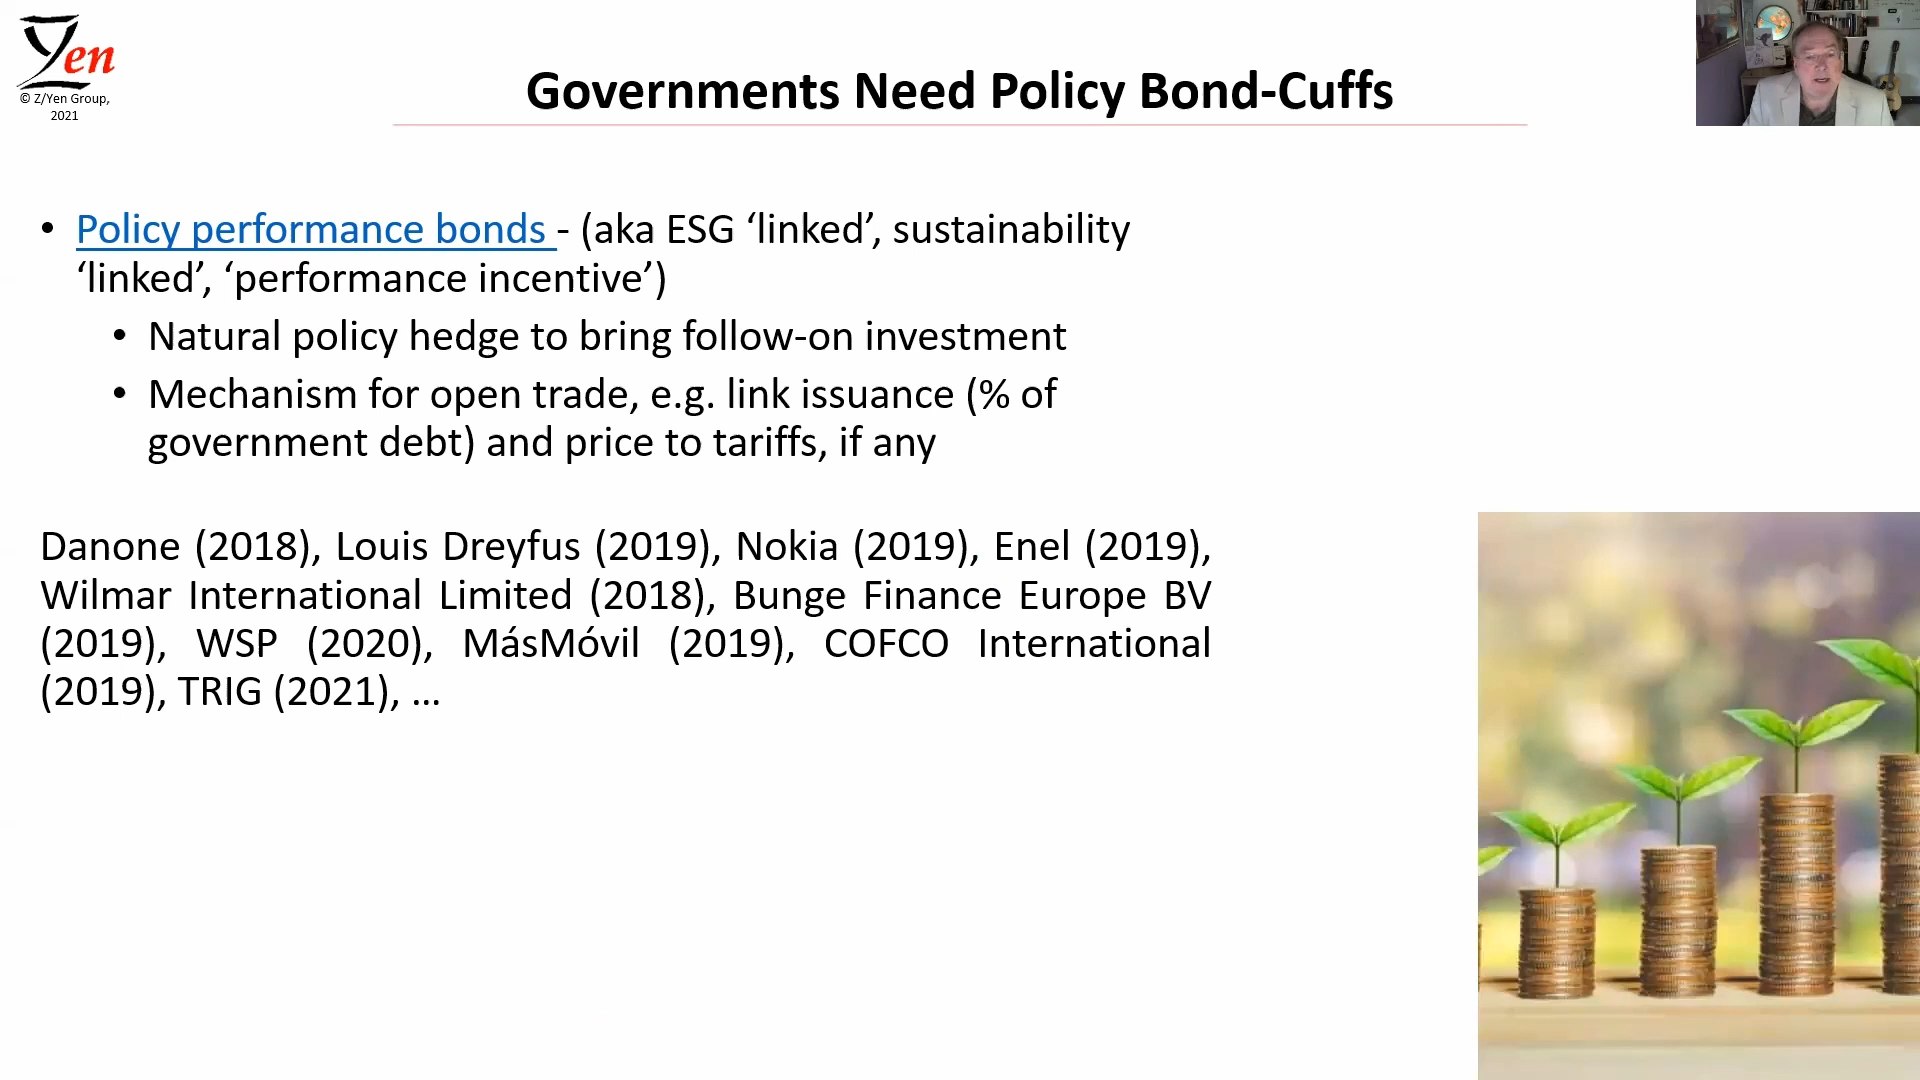 Yen
© Z/Yen Group,
2021
Governments Need Policy Bond-Cuffs
• Policy performance bonds - (aka ESG ‘linked’, sustainability
‘linked’, ‘performance incentive’)
• Natural policy hedge to bring follow-on investment
• Mechanism for open trade, e.g. link issuance (% of
government debt) and price to tariffs, if any
Danone (2018), Louis Dreyfus (2019), Nokia (2019), Enel (2019),
Wilmar International Limited (2018), Bunge Finance Europe BV
(2019), WSP (2020), MásMóvil (2019), COFCO International
(2019), TRIG (2021), ...